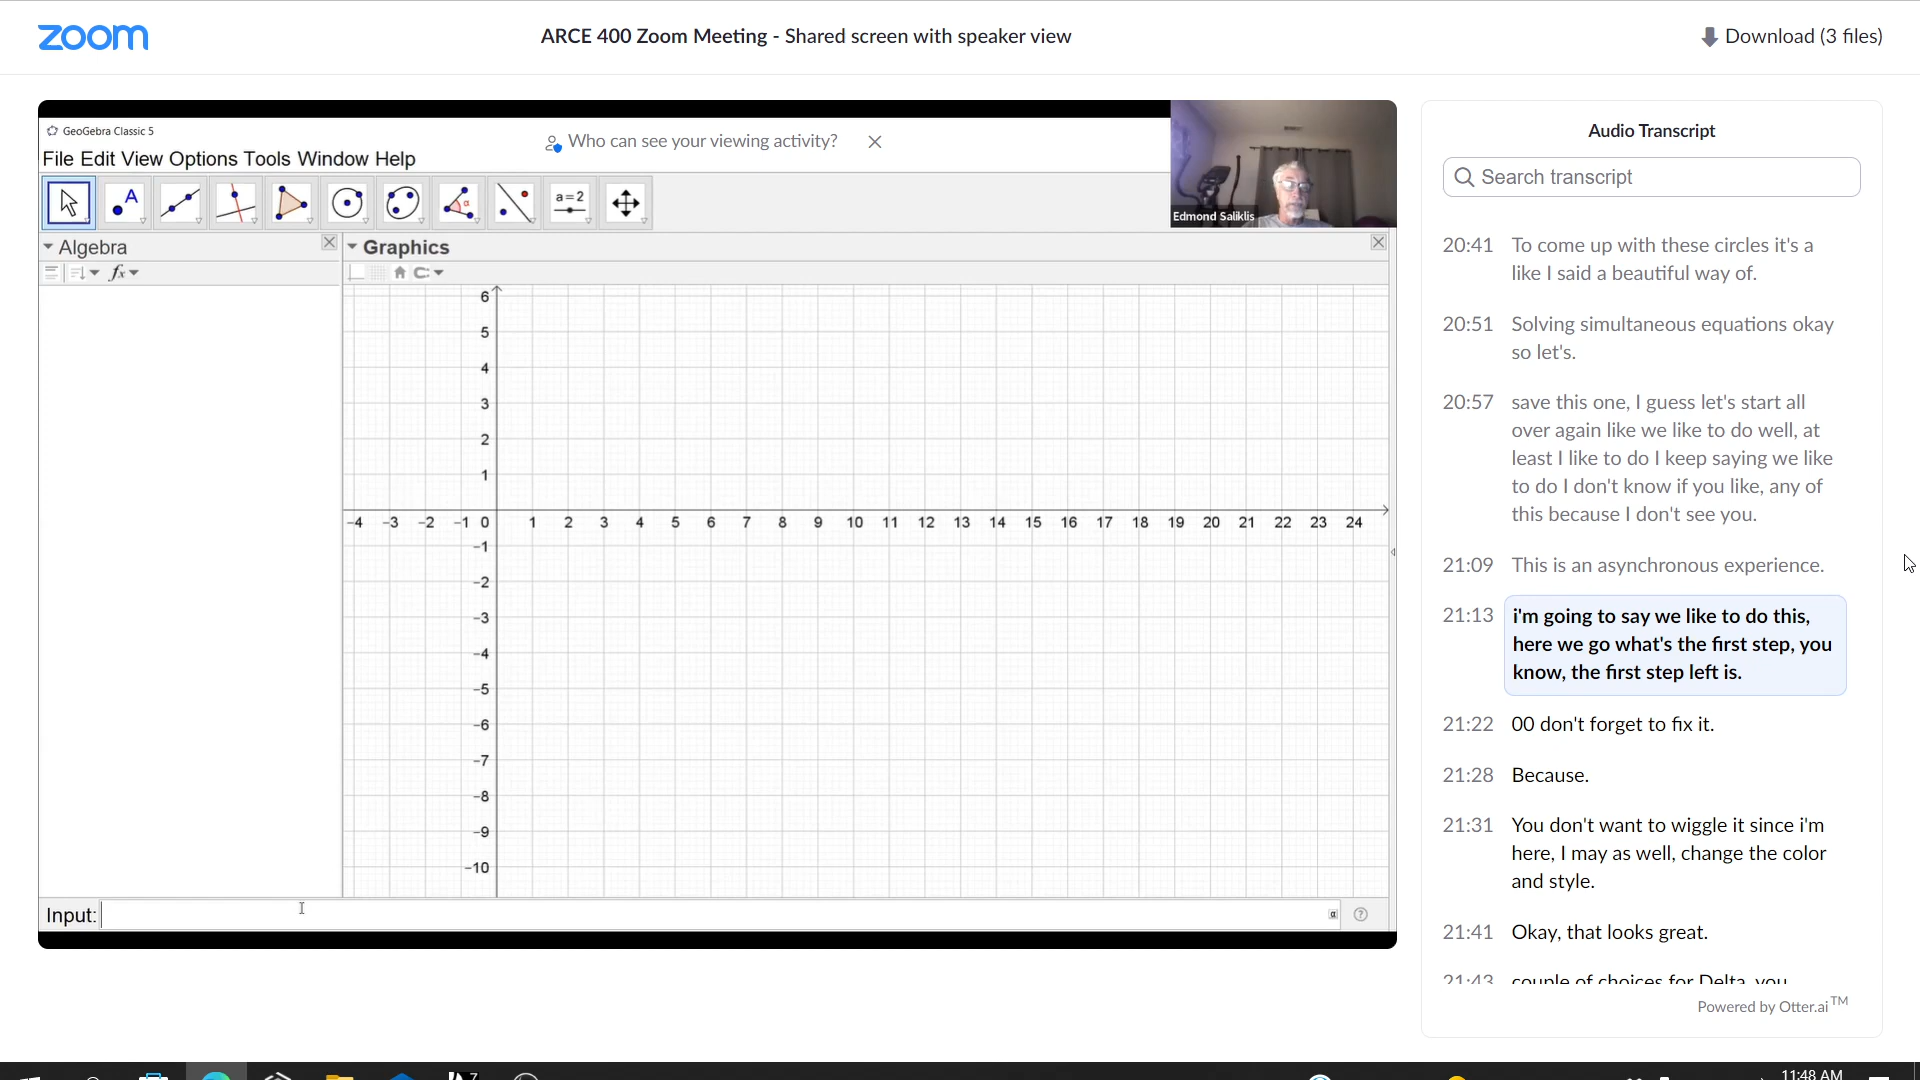 zoom
ARCE 400 Zoom Meeting - Shared screen with speaker view
Download (3 files)
GeoGebra Classic 5
Who can see your viewing activity?
File Edit View Options Tools Window Help
A
α
a=2
Edmond Saliklis
Algebra
Graphics
fx
6
5
4
3
2
1
-4 -3 -2 -1 0 1 2 3 4 5 6 7 8 9 10 11 12 13 14 15 16 17 18 19 20 21 22 23 24
-1
-2
-3
-4
-5
-6
-7
-8
-9
-10
Input:
α
?
Audio Transcript
Search transcript
20:41 To come up with these circles it's a
like I said a beautiful way of.
20:51 Solving simultaneous equations okay
so let's.
20:57 save this one, I guess let's start all
over again like we like to do well, at
least I like to do I keep saying we like
to do I don't know if you like, any of
this because I don't see you.
21:09 This is an asynchronous experience.
21:13 i'm going to say we like to do this,
here we go what's the first step, you
know, the first step left is.
21:22 00 don't forget to fix it.
21:28 Because.
21:31 You don't want to wiggle it since i'm
here, I may as well, change the color
and style.
21:41 Okay, that looks great.
21:43 couple of choices for Delta, you
Powered by Otter.ai™
11:48 AM